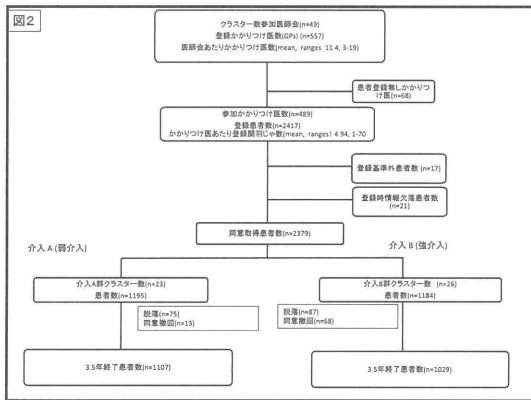 図2
クラスター数参加医師会(n=49)
登録かかりつけ医数(GPs)(n=557)
医師会あたりかかりつけ医数(mean, ranges 11.4, 3-19)
患者登録無しかかりつ
け医(n=68)
参加かかりつけ医数(n=489)
登録患者数(n=2417)
かかりつけ医あたり登録関羽じゃ数(mean, ranges) 4.94, 1-70
登録基準外患者数(n=17)
登録時情報欠落患者数
(n=21)
同意取得患者数(n=2379)
介入 A (弱介入)
介入 B (強介入)
介入A群クラスター数(n=23)
患者数(n=1195)
介入B群クラスター数 (n=26)
患者数(n=1184)
脱落(n=75)
同意撤回(n=13)
脱落(n=87)
同意撤回(n=68)
3.5年終了患者数(n=1107)
3.5年終了患者数(n=1029)